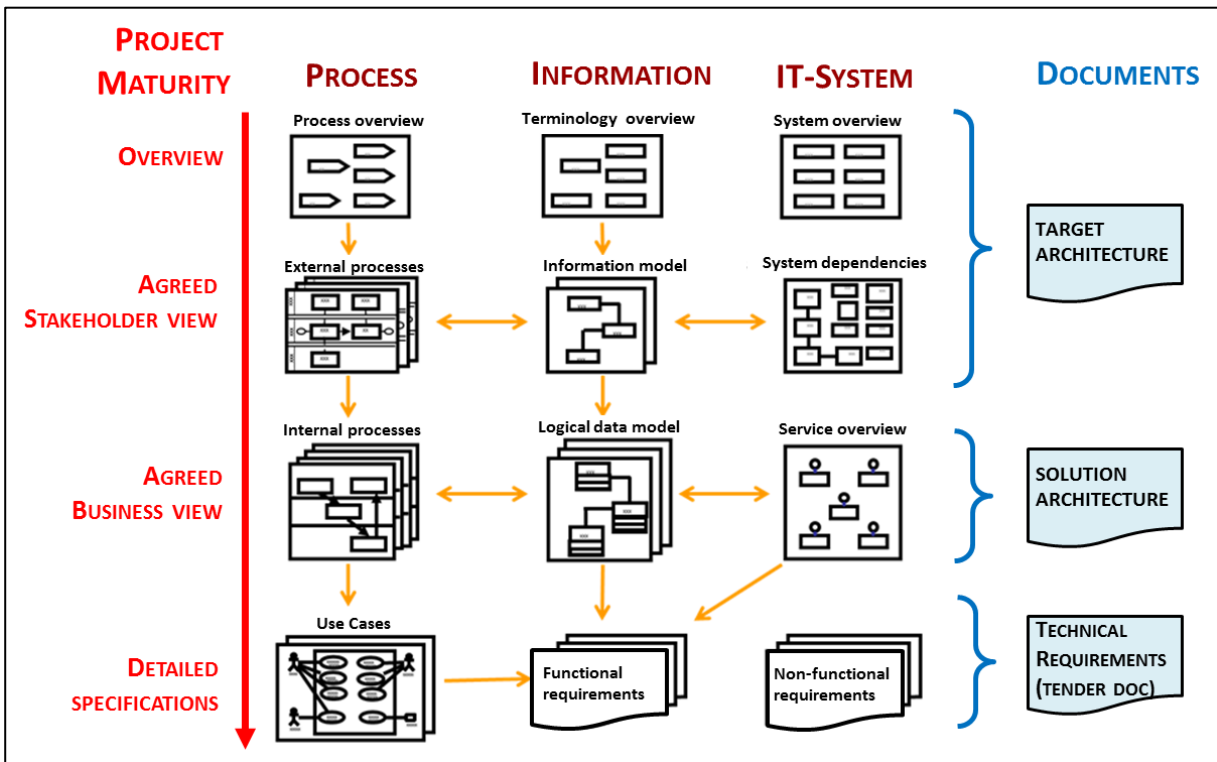 PROJECT
MATURITY
PROCESS
INFORMATION
IT-SYSTEM
DOCUMENTS
OVERVIEW
Process overview
Terminology overview
System overview
TARGET
ARCHITECTURE
AGREED
STAKEHOLDER VIEW
External processes
Information model
System dependencies
AGREED
BUSINESS VIEW
Internal processes
Logical data model
Service overview
SOLUTION
ARCHITECTURE
DETAILED
SPECIFICATIONS
Use Cases
Functional
requirements
Non-functional
requirements
TECHNICAL
REQUIREMENTS
(TENDER DOC)